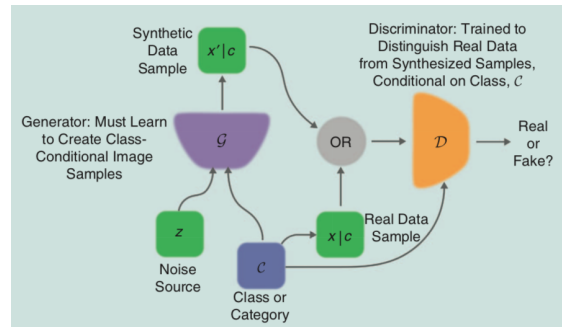 Synthetic
Data
Sample
x′|c
Discriminator: Trained to
Distinguish Real Data
from Synthesized Samples,
Conditional on Class, C
Generator: Must Learn
to Create Class-
Conditional Image
Samples
G
OR
D
Real
or
Fake?
z
Noise
Source
C
Class or
Category
x|c
Real Data
Sample